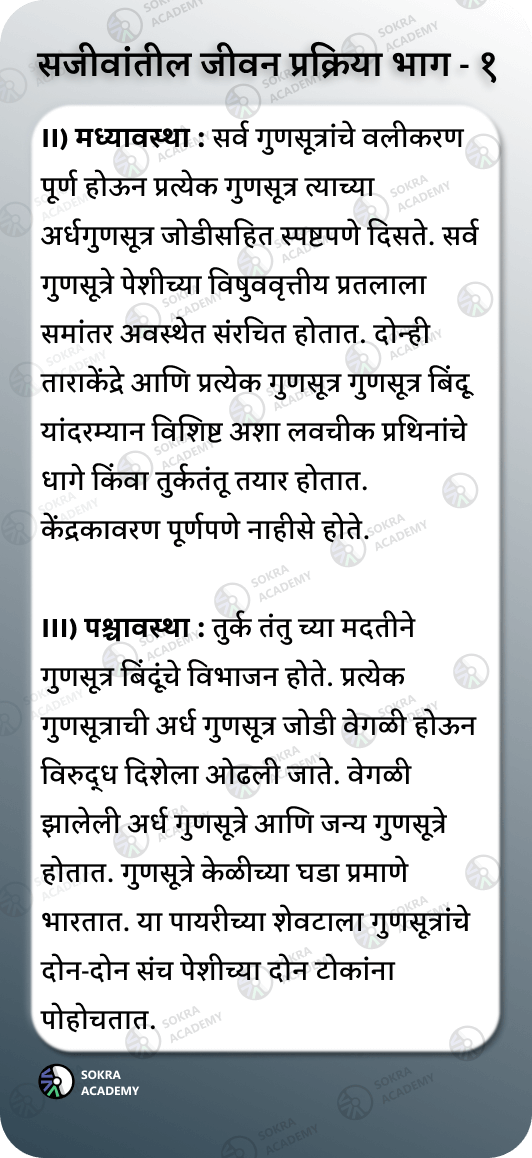 सजीवांतील जीवन प्रक्रिया भाग - १
II) मध्यावस्था : सर्व गुणसूत्रांचे वलीकरण
पूर्ण होऊन प्रत्येक गुणसूत्र त्याच्या
अर्धगुणसूत्र जोडीसहित स्पष्टपणे दिसते. सर्व
गुणसूत्रे पेशीच्या विषुववृत्तीय प्रतलाला
समांतर अवस्थेत संरचित होतात. दोन्ही
ताराकेंद्रे आणि प्रत्येक गुणसूत्र गुणसूत्र बिंदू
यांदरम्यान विशिष्ट अशा लवचीक प्रथिनांचे
धागे किंवा तुर्कतंतू तयार होतात.
केंद्रकावरण पूर्णपणे नाहीसे होते.
III) पश्चावस्था : तुर्क तंतु च्या मदतीने
गुणसूत्र बिंदूंचे विभाजन होते. प्रत्येक
गुणसूत्राची अर्ध गुणसूत्र जोडी वेगळी होऊन
विरुद्ध दिशेला ओढली जाते. वेगळी
झालेली अर्ध गुणसूत्रे आणि जन्य गुणसूत्रे
होतात. गुणसूत्रे केळीच्या घडा प्रमाणे
भारतात. या पायरीच्या शेवटाला गुणसूत्रांचे
दोन-दोन संच पेशीच्या दोन टोकांना
पोहोचतात.
SOKRA
ACADEMY